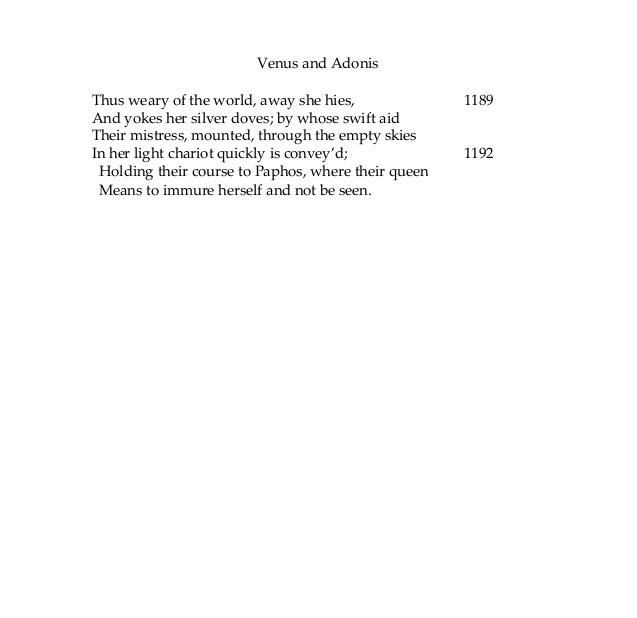 Venus and Adonis
Thus weary of the world, away she hies, 1189
And yokes her silver doves; by whose swift aid
Their mistress, mounted, through the empty skies
In her light chariot quickly is convey'd; 1192
Holding their course to Paphos, where their queen
Means to immure herself and not be seen.